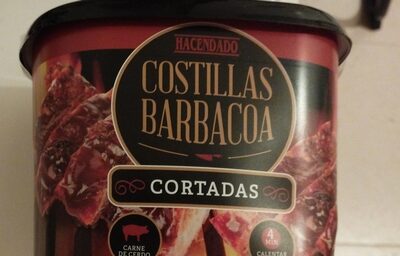 HACENDADO
COSTILLAS
BARBACOA
CORTADAS
CARNE
DE CERDO
4
MIN
CALENTAR